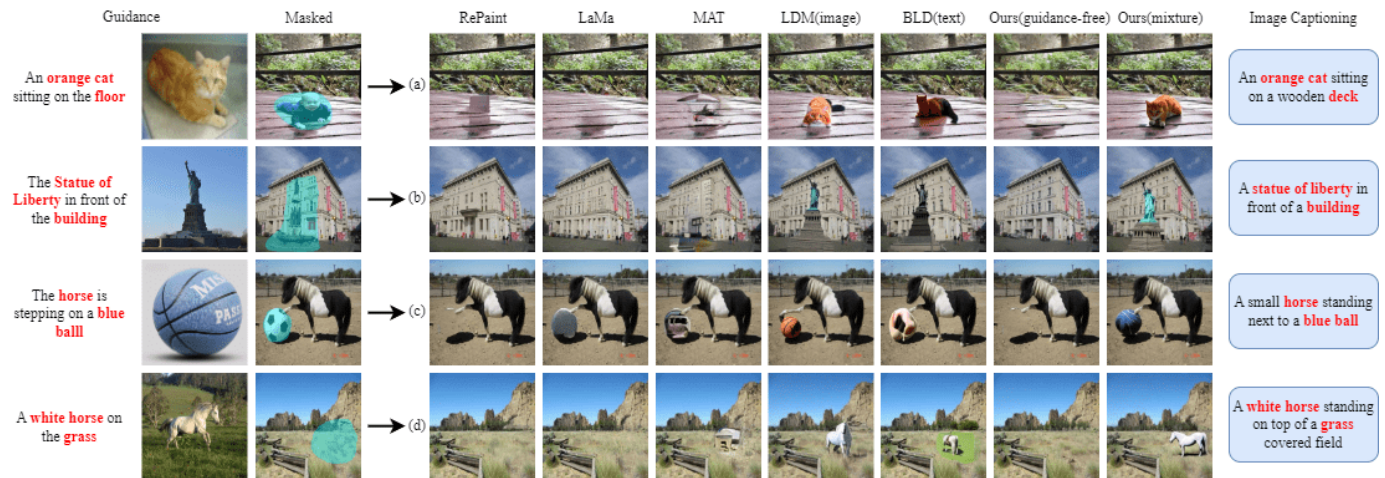 Guidance
Masked
RePaint
LaMa
MAT
LDM(image)
BLD(text)
Ours(guidance-free)
Ours(mixture)
Image Captioning
An orange cat
sitting on the floor
(a)
An orange cat sitting
on a wooden deck
The Statue of
Liberty in front of
the building
(b)
A statue of liberty in
front of a building
The horse is
stepping on a blue
balll
MIS
PASS
(c)
A small horse standing
next to a blue ball
A white horse on
the grass
(d)
A white horse standing
on top of a grass
covered field